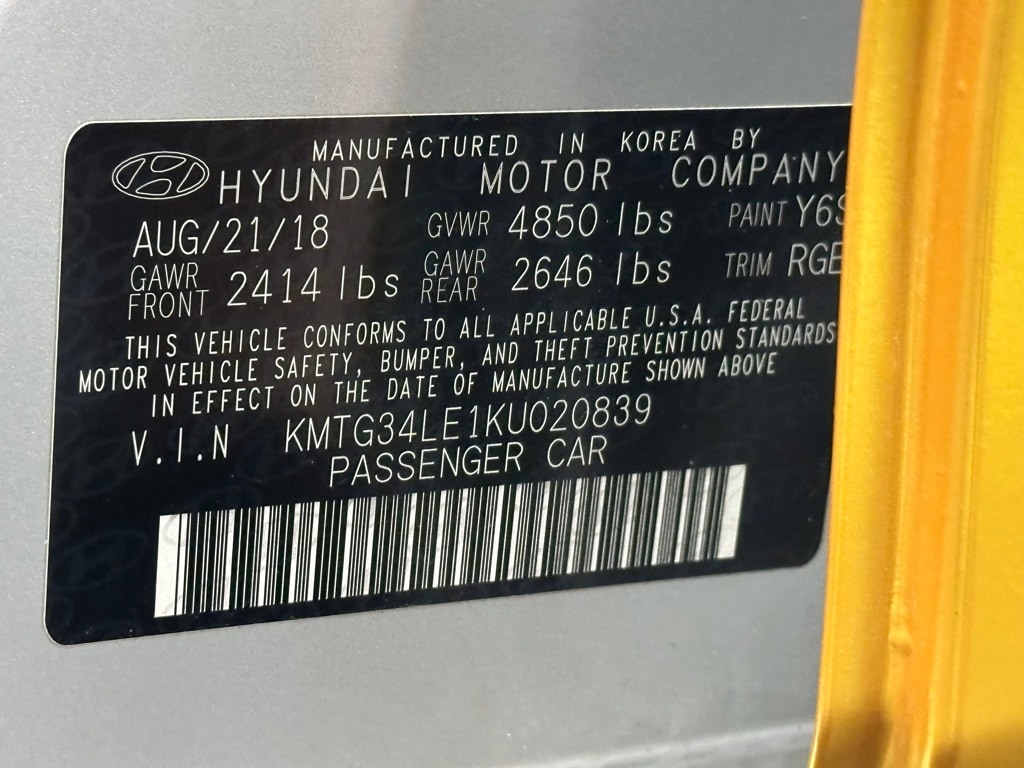 MANUFACTURED IN KOREA BY
HYUNDAI MOTOR COMPANY
AUG/21/18 GVWR 4850 lbs PAINT Y6S
GAWR FRONT 2414 lbs GAWR REAR 2646 lbs TRIM RGE
THIS VEHICLE CONFORMS TO ALL APPLICABLE U.S.A. FEDERAL
MOTOR VEHICLE SAFETY, BUMPER, AND THEFT PREVENTION STANDARDS
IN EFFECT ON THE DATE OF MANUFACTURE SHOWN ABOVE
V.I.N KMTG34LE1KU020839
PASSENGER CAR